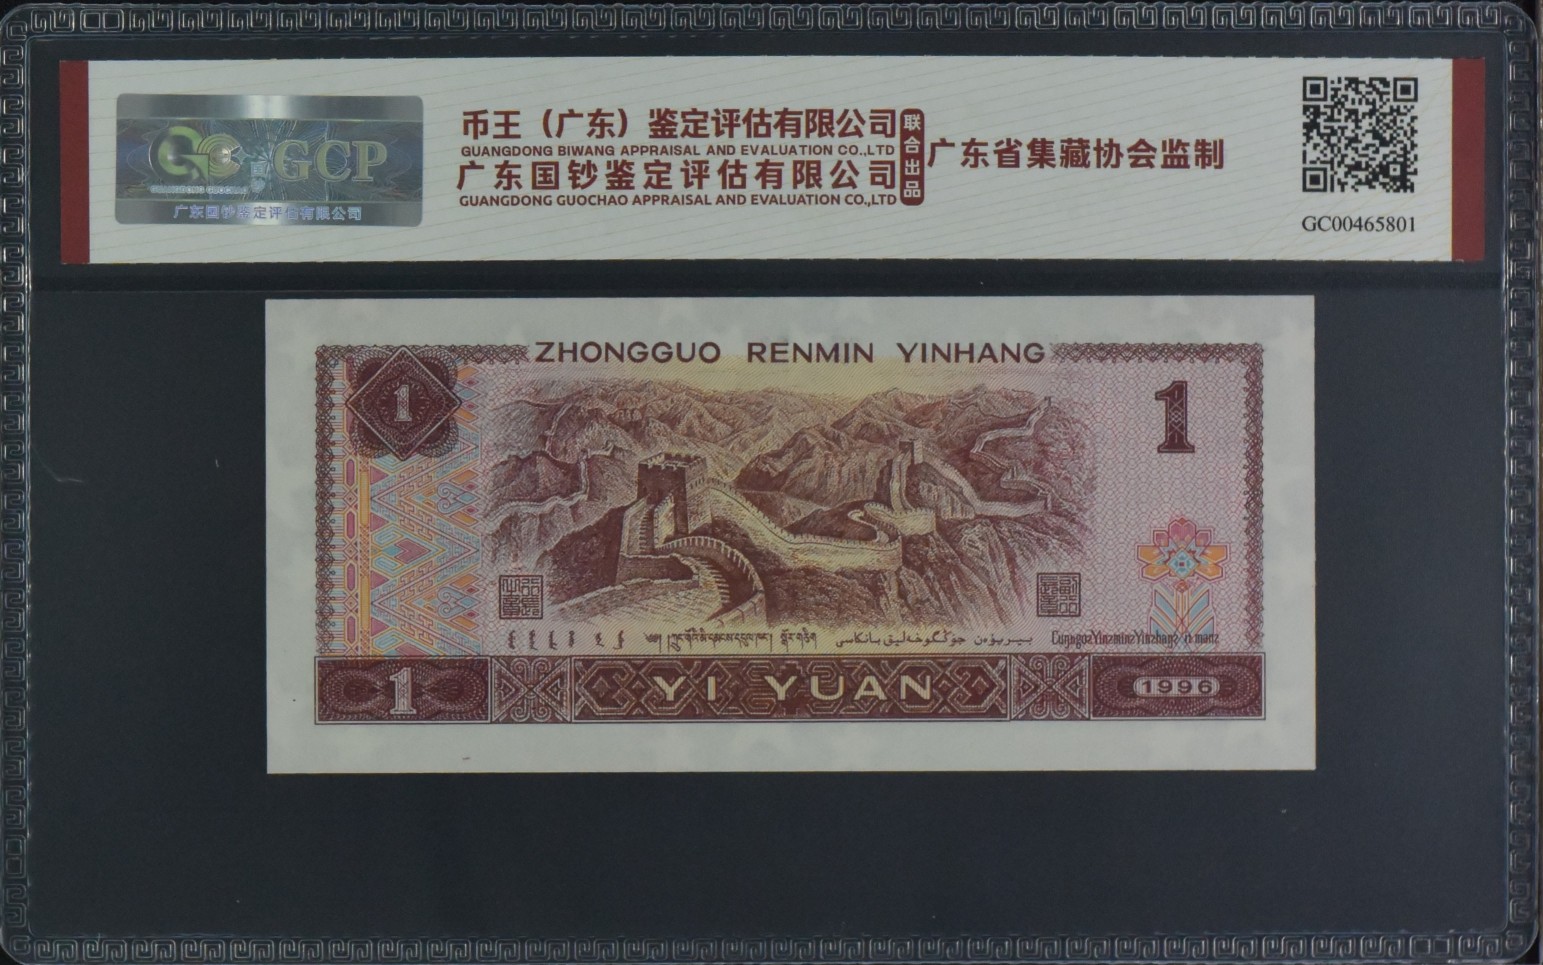 GCP
广东国钞鉴定评估有限公司
币王（广东）鉴定评估有限公司
GUANGDONG BIWANG APPRAISAL AND EVALUATION CO.,LTD
广东国钞鉴定评估有限公司
GUANGDONG GUOCHAO APPRAISAL AND EVALUATION CO.,LTD
联合出品
广东省集藏协会监制
GC00465801
ZHONGGUO RENMIN YINHANG
1
1
1
YI YUAN
1996